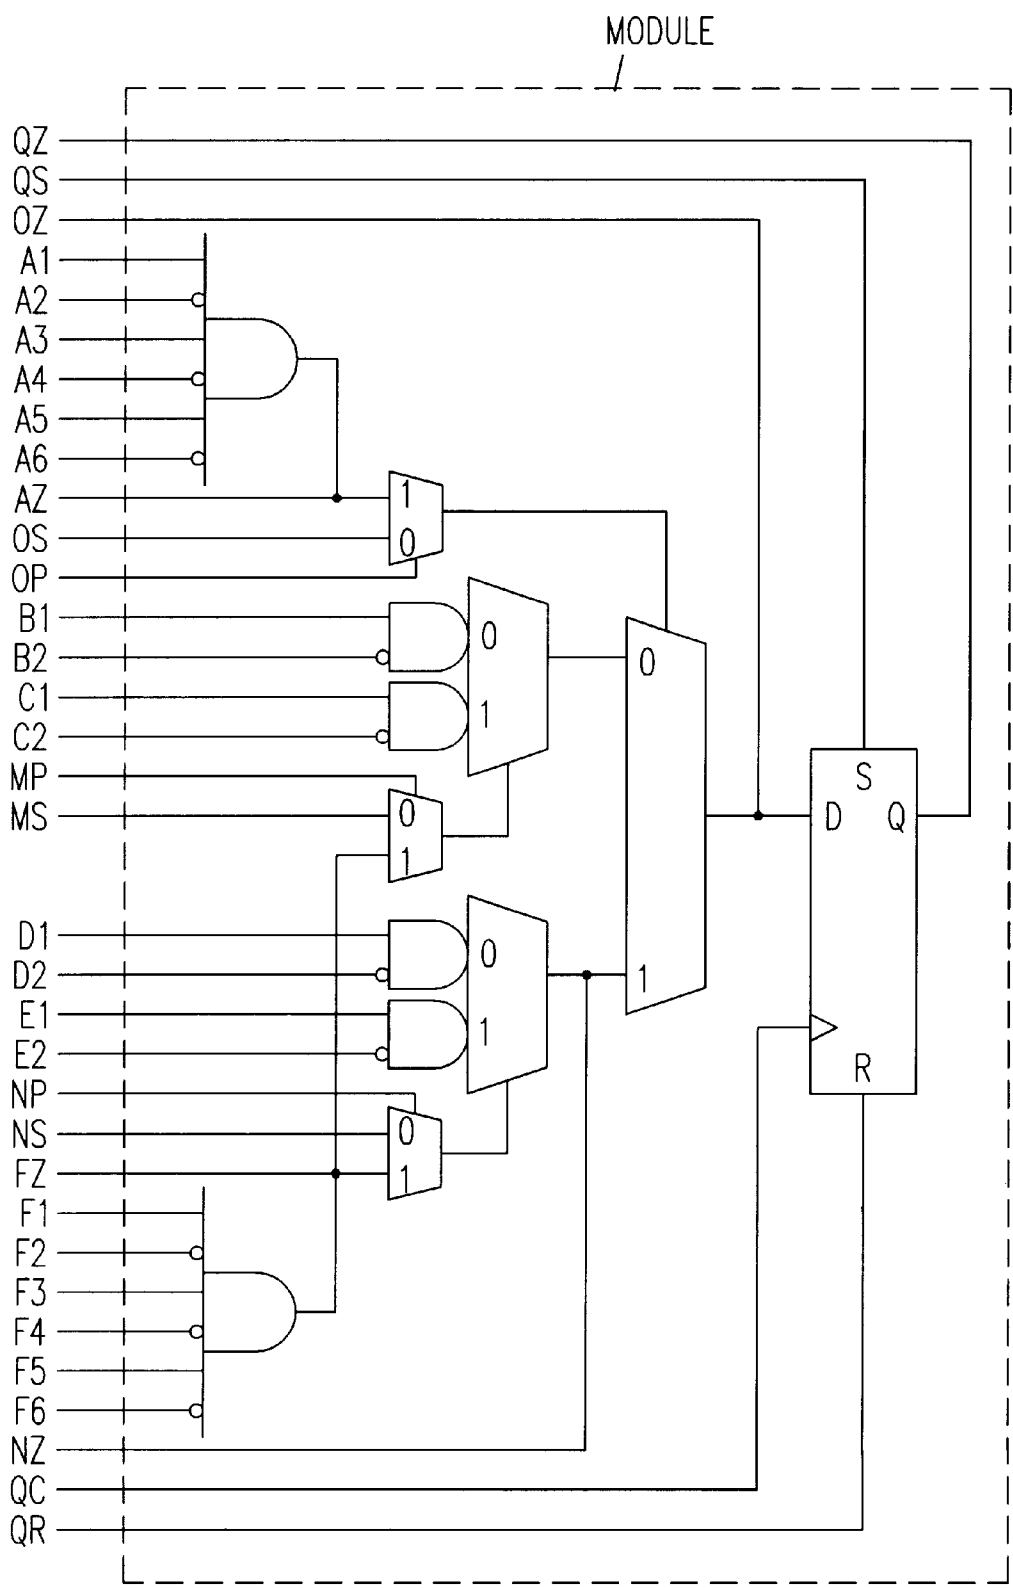 MODULE
QZ
QS
OZ
A1
A2
A3
A4
A5
A6
AZ
1
OS
0
OP
B1
0
B2
0
C1
1
C2
MP
S
MS
0
D
Q
1
D1
0
D2
1
E1
1
E2
R
NP
NS
0
FZ
1
F1
F2
F3
F4
F5
F6
NZ
QC
QR